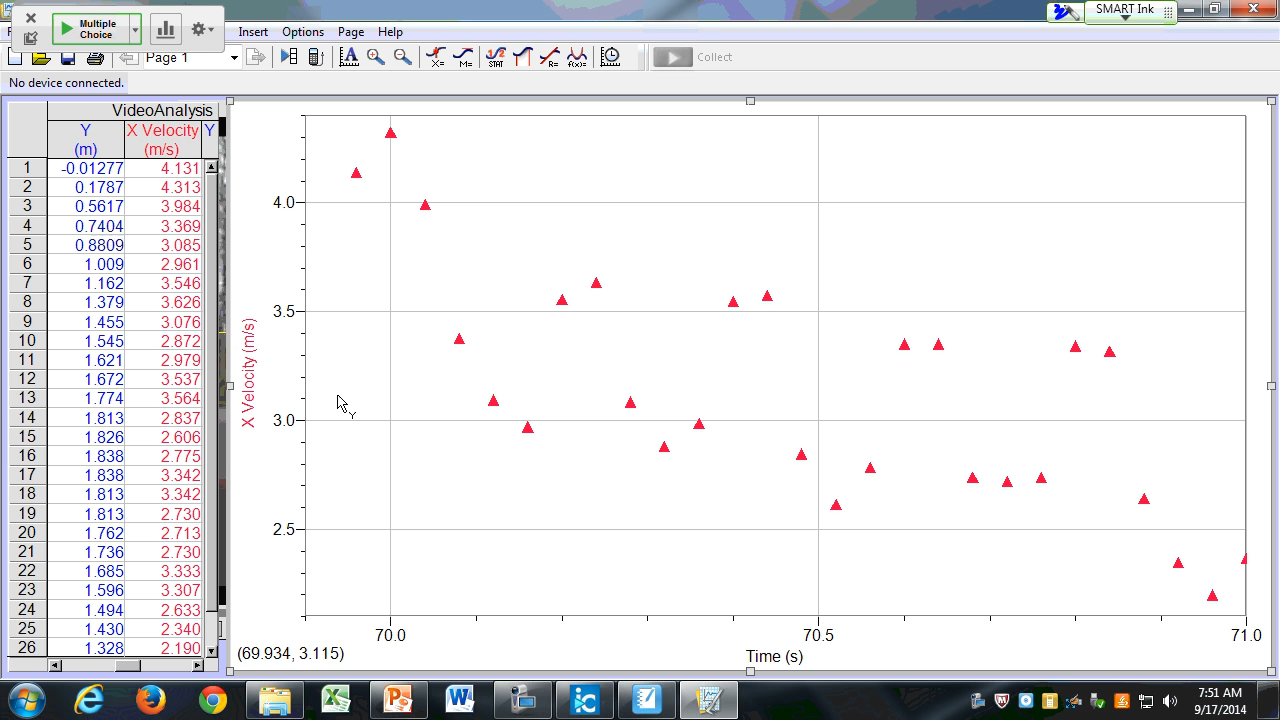 Multiple
Choice
SMART Ink
Insert Options Page Help
Page 1
X= M= STAT R= f(x)= Collect
No device connected.
VideoAnalysis
Y X Velocity Y
(m) (m/s)
1 -0.01277 4.131
2 0.1787 4.313
3 0.5617 3.984
4 0.7404 3.369
5 0.8809 3.085
6 1.009 2.961
7 1.162 3.546
8 1.379 3.626
9 1.455 3.076
10 1.545 2.872
11 1.621 2.979
12 1.672 3.537
13 1.774 3.564
14 1.813 2.837
15 1.826 2.606
16 1.838 2.775
17 1.838 3.342
18 1.813 3.342
19 1.813 2.730
20 1.762 2.713
21 1.736 2.730
22 1.685 3.333
23 1.596 3.307
24 1.494 2.633
25 1.430 2.340
26 1.328 2.190
4.0
3.5
3.0
2.5
X Velocity (m/s)
Y
70.0 70.5 71.0
(69.934, 3.115)
Time (s)
7:51 AM
9/17/2014